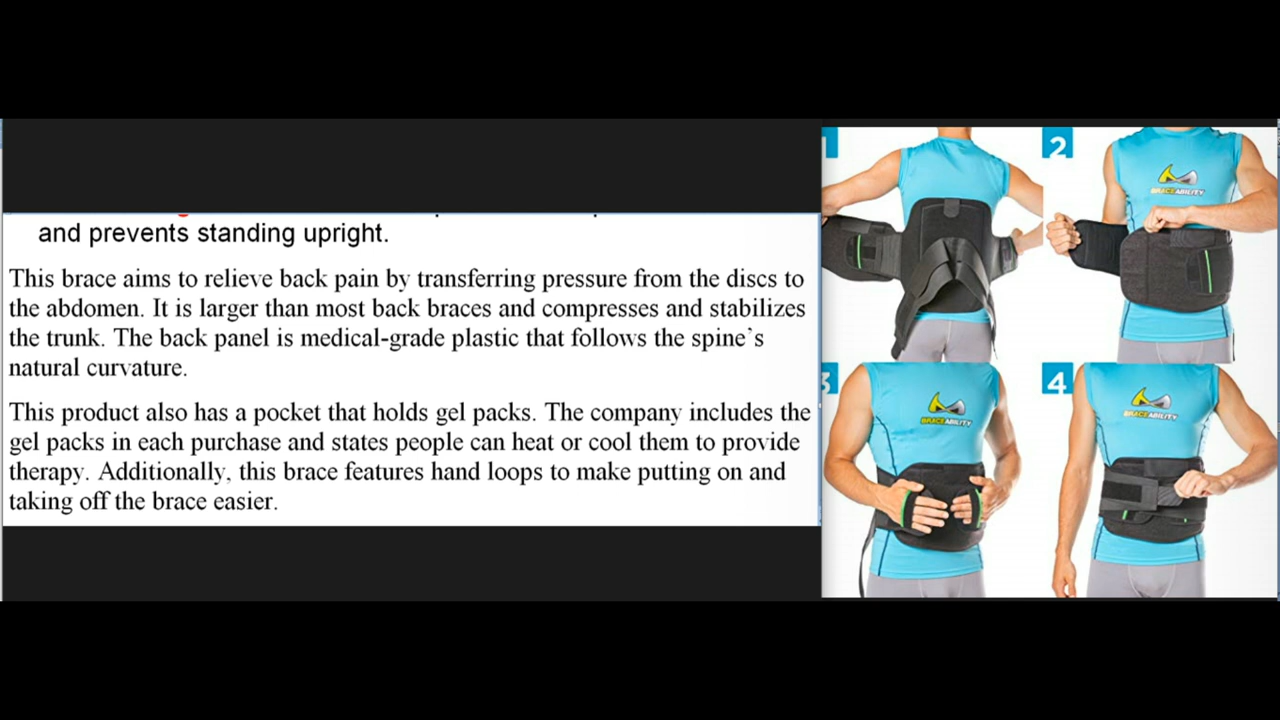 and prevents standing upright.
This brace aims to relieve back pain by transferring pressure from the discs to
the abdomen. It is larger than most back braces and compresses and stabilizes
the trunk. The back panel is medical-grade plastic that follows the spine’s
natural curvature.
This product also has a pocket that holds gel packs. The company includes the
gel packs in each purchase and states people can heat or cool them to provide
therapy. Additionally, this brace features hand loops to make putting on and
taking off the brace easier.
1
2
BRACEABILITY
3
BRACEABILITY
4
BRACEABILITY